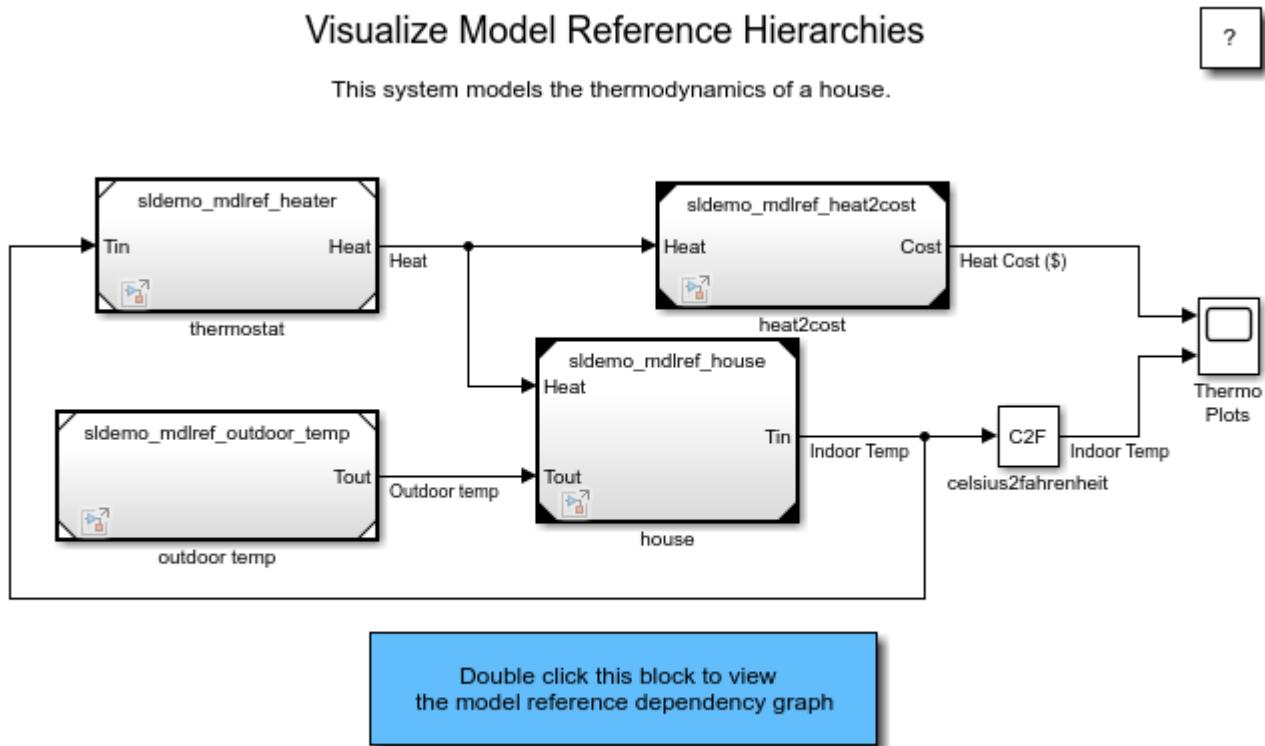 Visualize Model Reference Hierarchies
?
This system models the thermodynamics of a house.
sldemo_mdlref_heater
Tin
Heat
Heat
thermostat
sldemo_mdlref_heat2cost
Heat
Cost
Heat Cost ($)
heat2cost
sldemo_mdlref_house
Heat
Tin
Tout
Indoor Temp
house
sldemo_mdlref_outdoor_temp
Tout
Outdoor temp
outdoor temp
C2F
Indoor Temp
celsius2fahrenheit
Thermo
Plots
Double click this block to view
the model reference dependency graph